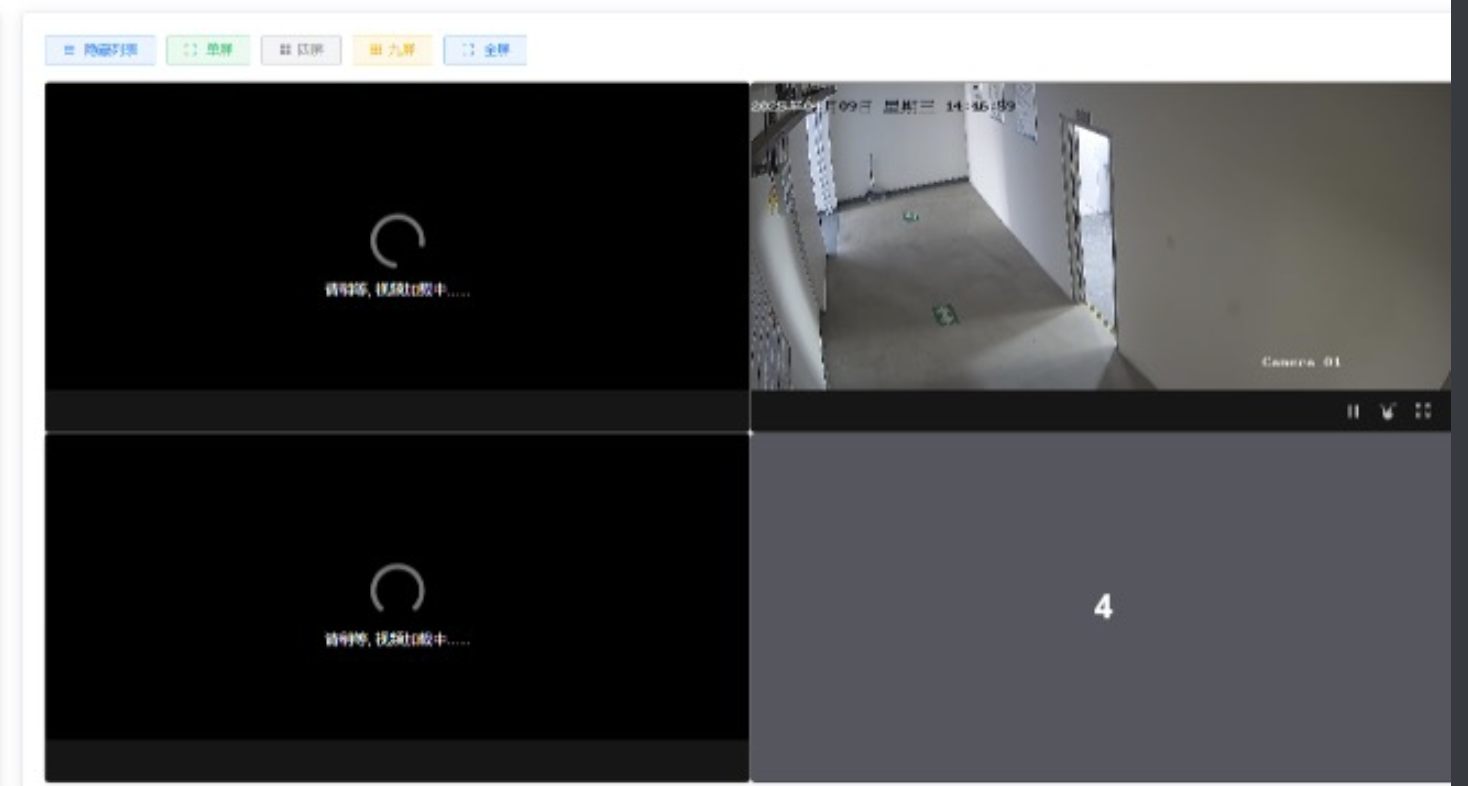 隐藏列表 单屏 四屏 九屏 全屏
2025年04月09日 星期三 14:46:59
请稍等, 视频加载中.....
Camera 01
请稍等, 视频加载中.....
4